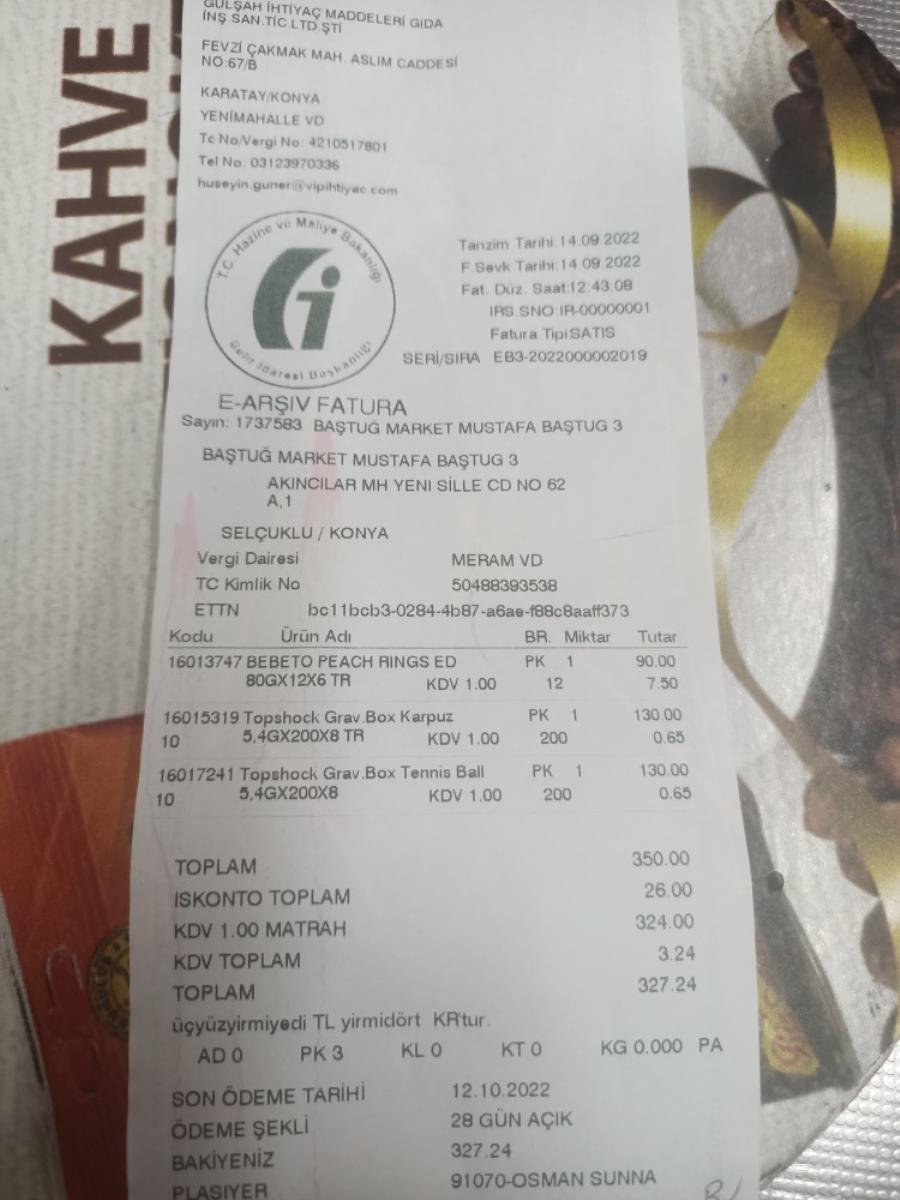 KAHVE
GÜLŞAH İHTİYAÇ MADDELERİ GIDA
İNŞ SAN.TİC.LTD.ŞTİ
FEVZİ ÇAKMAK MAH. ASLIM CADDESİ
NO:67/B
KARATAY/KONYA
YENİMAHALLE VD
Tc No/Vergi No: 4210517801
Tel No: 03123970336
huseyin.guner@vipihtiyac.com
T.C. Hazine ve Maliye Bakanlığı
Gelir İdaresi Başkanlığı
Tanzim Tarihi:14.09.2022
F.Sevk Tarihi:14.09.2022
Fat. Düz. Saat:12:43:08
IRS.SNO:IR-00000001
Fatura Tipi:SATIS
SERİ/SIRA EB3-2022000002019
E-ARŞIV FATURA
Sayın: 1737583 BAŞTUĞ MARKET MUSTAFA BAŞTUG 3
BAŞTUĞ MARKET MUSTAFA BAŞTUG 3
AKINCILAR MH YENI SİLLE CD NO 62
A,1
SELÇUKLU / KONYA
Vergi Dairesi MERAM VD
TC Kimlik No 50488393538
ETTN bc11bcb3-0284-4b87-a6ae-f88c8aaff373
Kodu Ürün Adı BR. Miktar Tutar
16013747 BEBETO PEACH RINGS ED PK 1 90.00
80GX12X6 TR KDV 1.00 12 7.50
16015319 Topshock Grav.Box Karpuz PK 1 130.00
10 5,4GX200X8 TR KDV 1.00 200 0.65
16017241 Topshock Grav.Box Tennis Ball PK 1 130.00
10 5,4GX200X8 KDV 1.00 200 0.65
TOPLAM 350.00
ISKONTO TOPLAM 26.00
KDV 1.00 MATRAH 324.00
KDV TOPLAM 3.24
TOPLAM 327.24
üçyüzyirmiyedi TL yirmidört KR'tur.
AD 0 PK 3 KL 0 KT 0 KG 0.000 PA
SON ÖDEME TARİHİ 12.10.2022
ÖDEME ŞEKLİ 28 GÜN AÇIK
BAKİYENİZ 327.24
PLASIYER 91070-OSMAN SUNNA